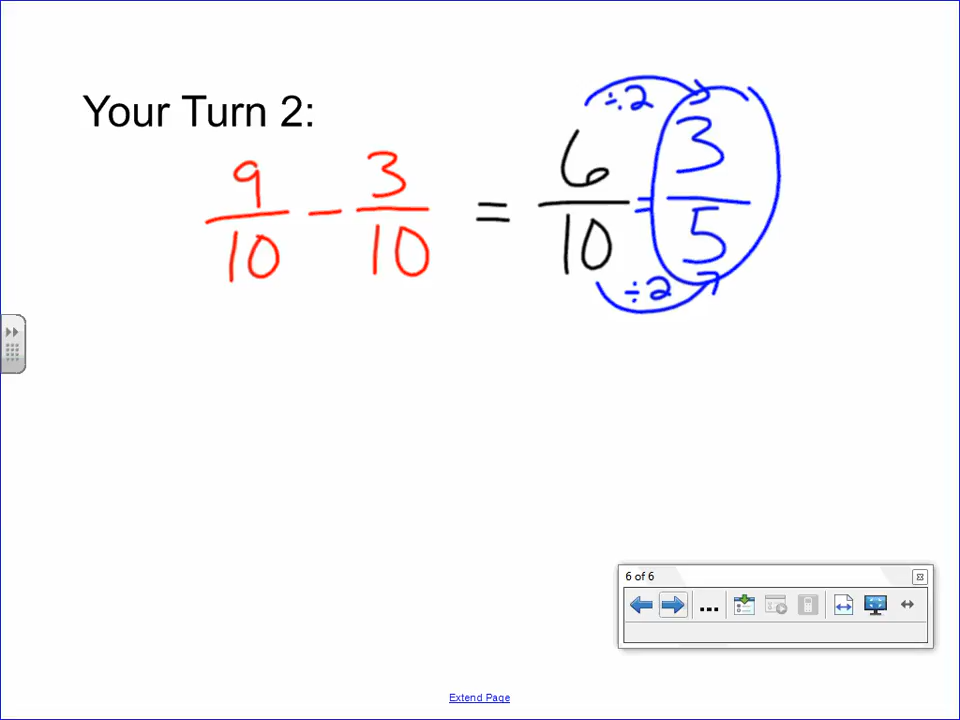 Your Turn 2:
9/10 - 3/10 = 6/10 = 3/5
÷2
÷2
6 of 6
Extend Page